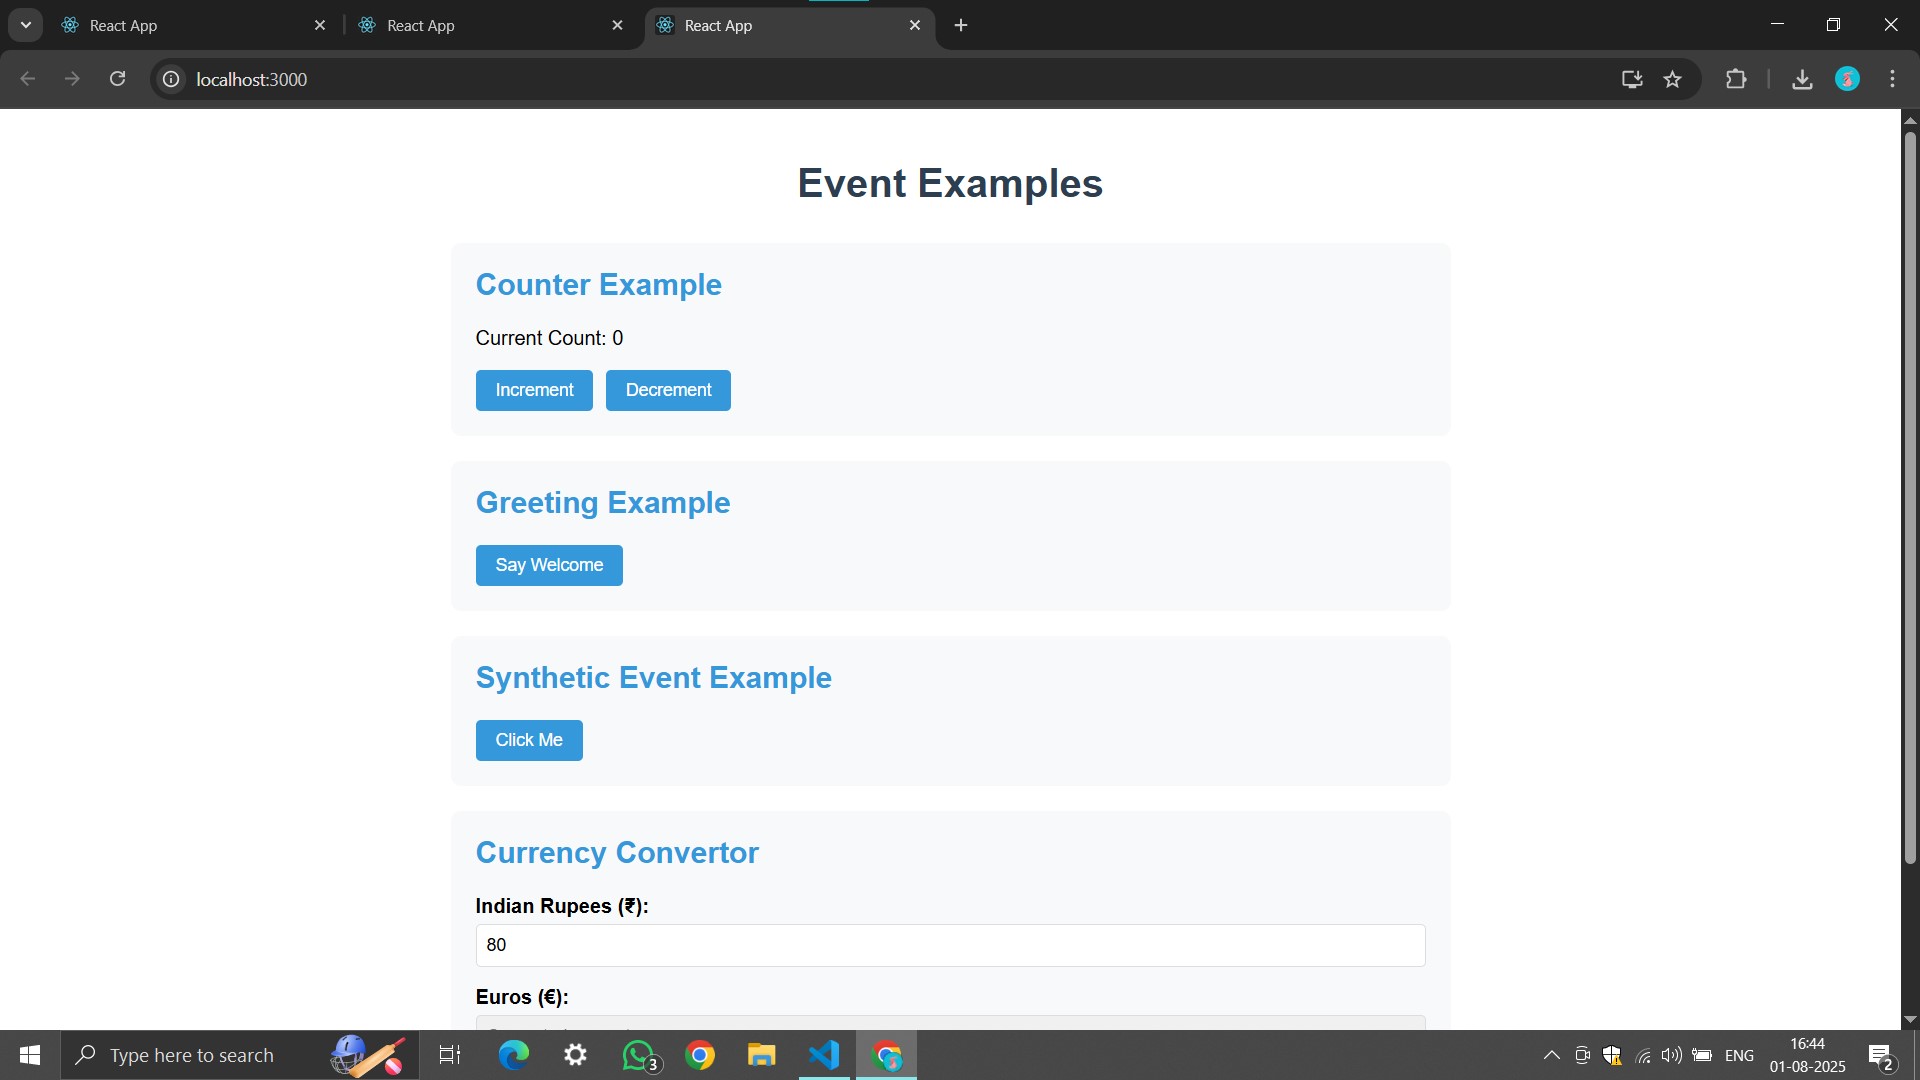 React App
React App
React App
localhost:3000
Event Examples
Counter Example
Current Count: 0
Increment
Decrement
Greeting Example
Say Welcome
Synthetic Event Example
Click Me
Currency Convertor
Indian Rupees (₹):
80
Euros (€):
Type here to search
3
ENG
16:44
01-08-2025
2